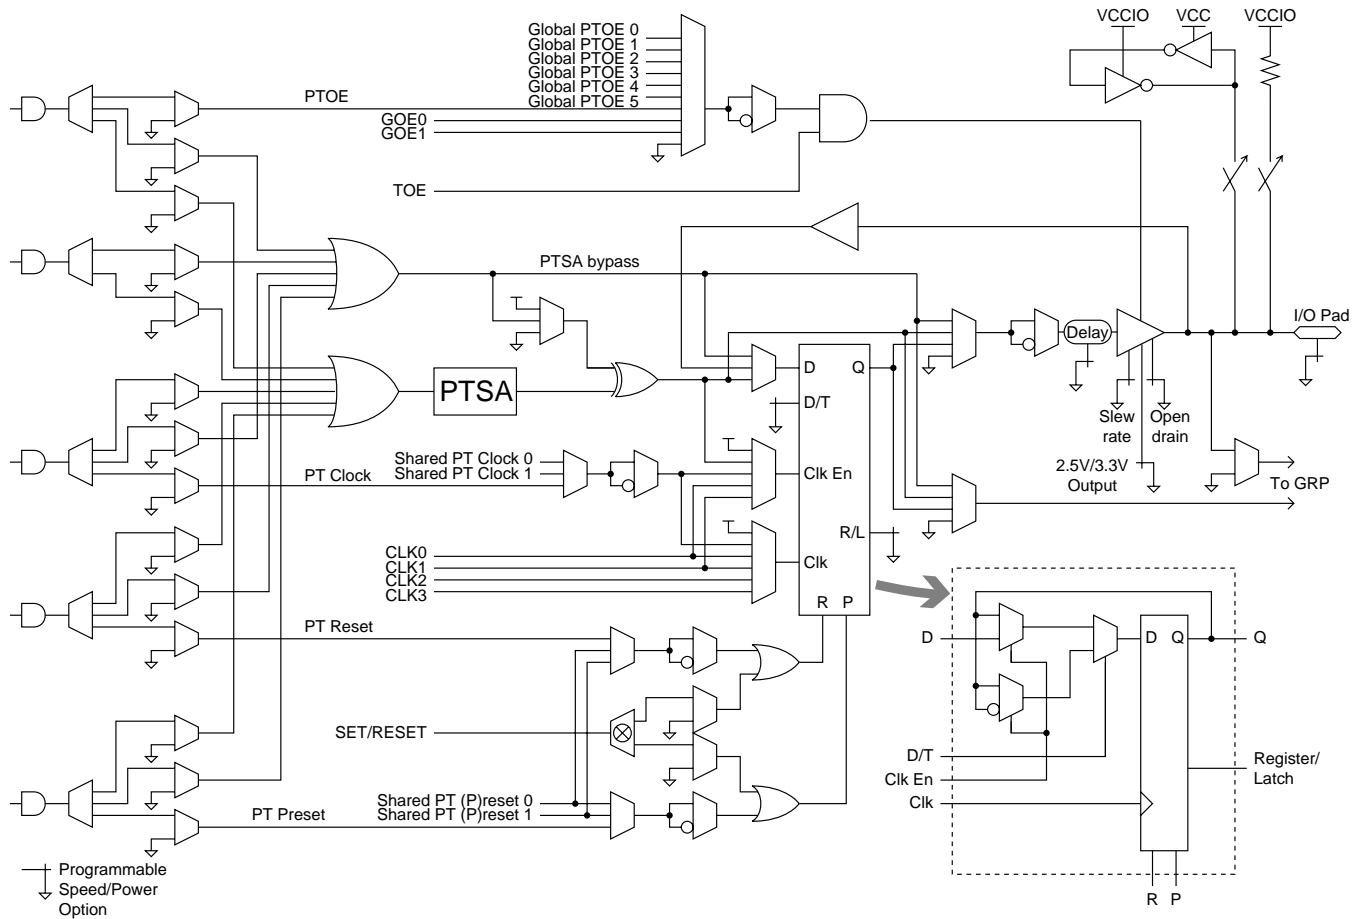 VCCIO
VCC
VCCIO
Global PTOE 0
Global PTOE 1
Global PTOE 2
Global PTOE 3
Global PTOE 4
Global PTOE 5
PTOE
GOE0
GOE1
TOE
PTSA bypass
I/O Pad
Delay
PTSA
D
Q
D/T
Slew
rate
Open
drain
Shared PT Clock 0
Shared PT Clock 1
PT Clock
Clk En
2.5V/3.3V
Output
To GRP
R/L
CLK0
CLK1
CLK2
CLK3
Clk
R
P
PT Reset
D
D
Q
Q
SET/RESET
D/T
Clk En
Clk
Register/
Latch
Shared PT (P)reset 0
Shared PT (P)reset 1
PT Preset
R
P
Programmable
Speed/Power
Option